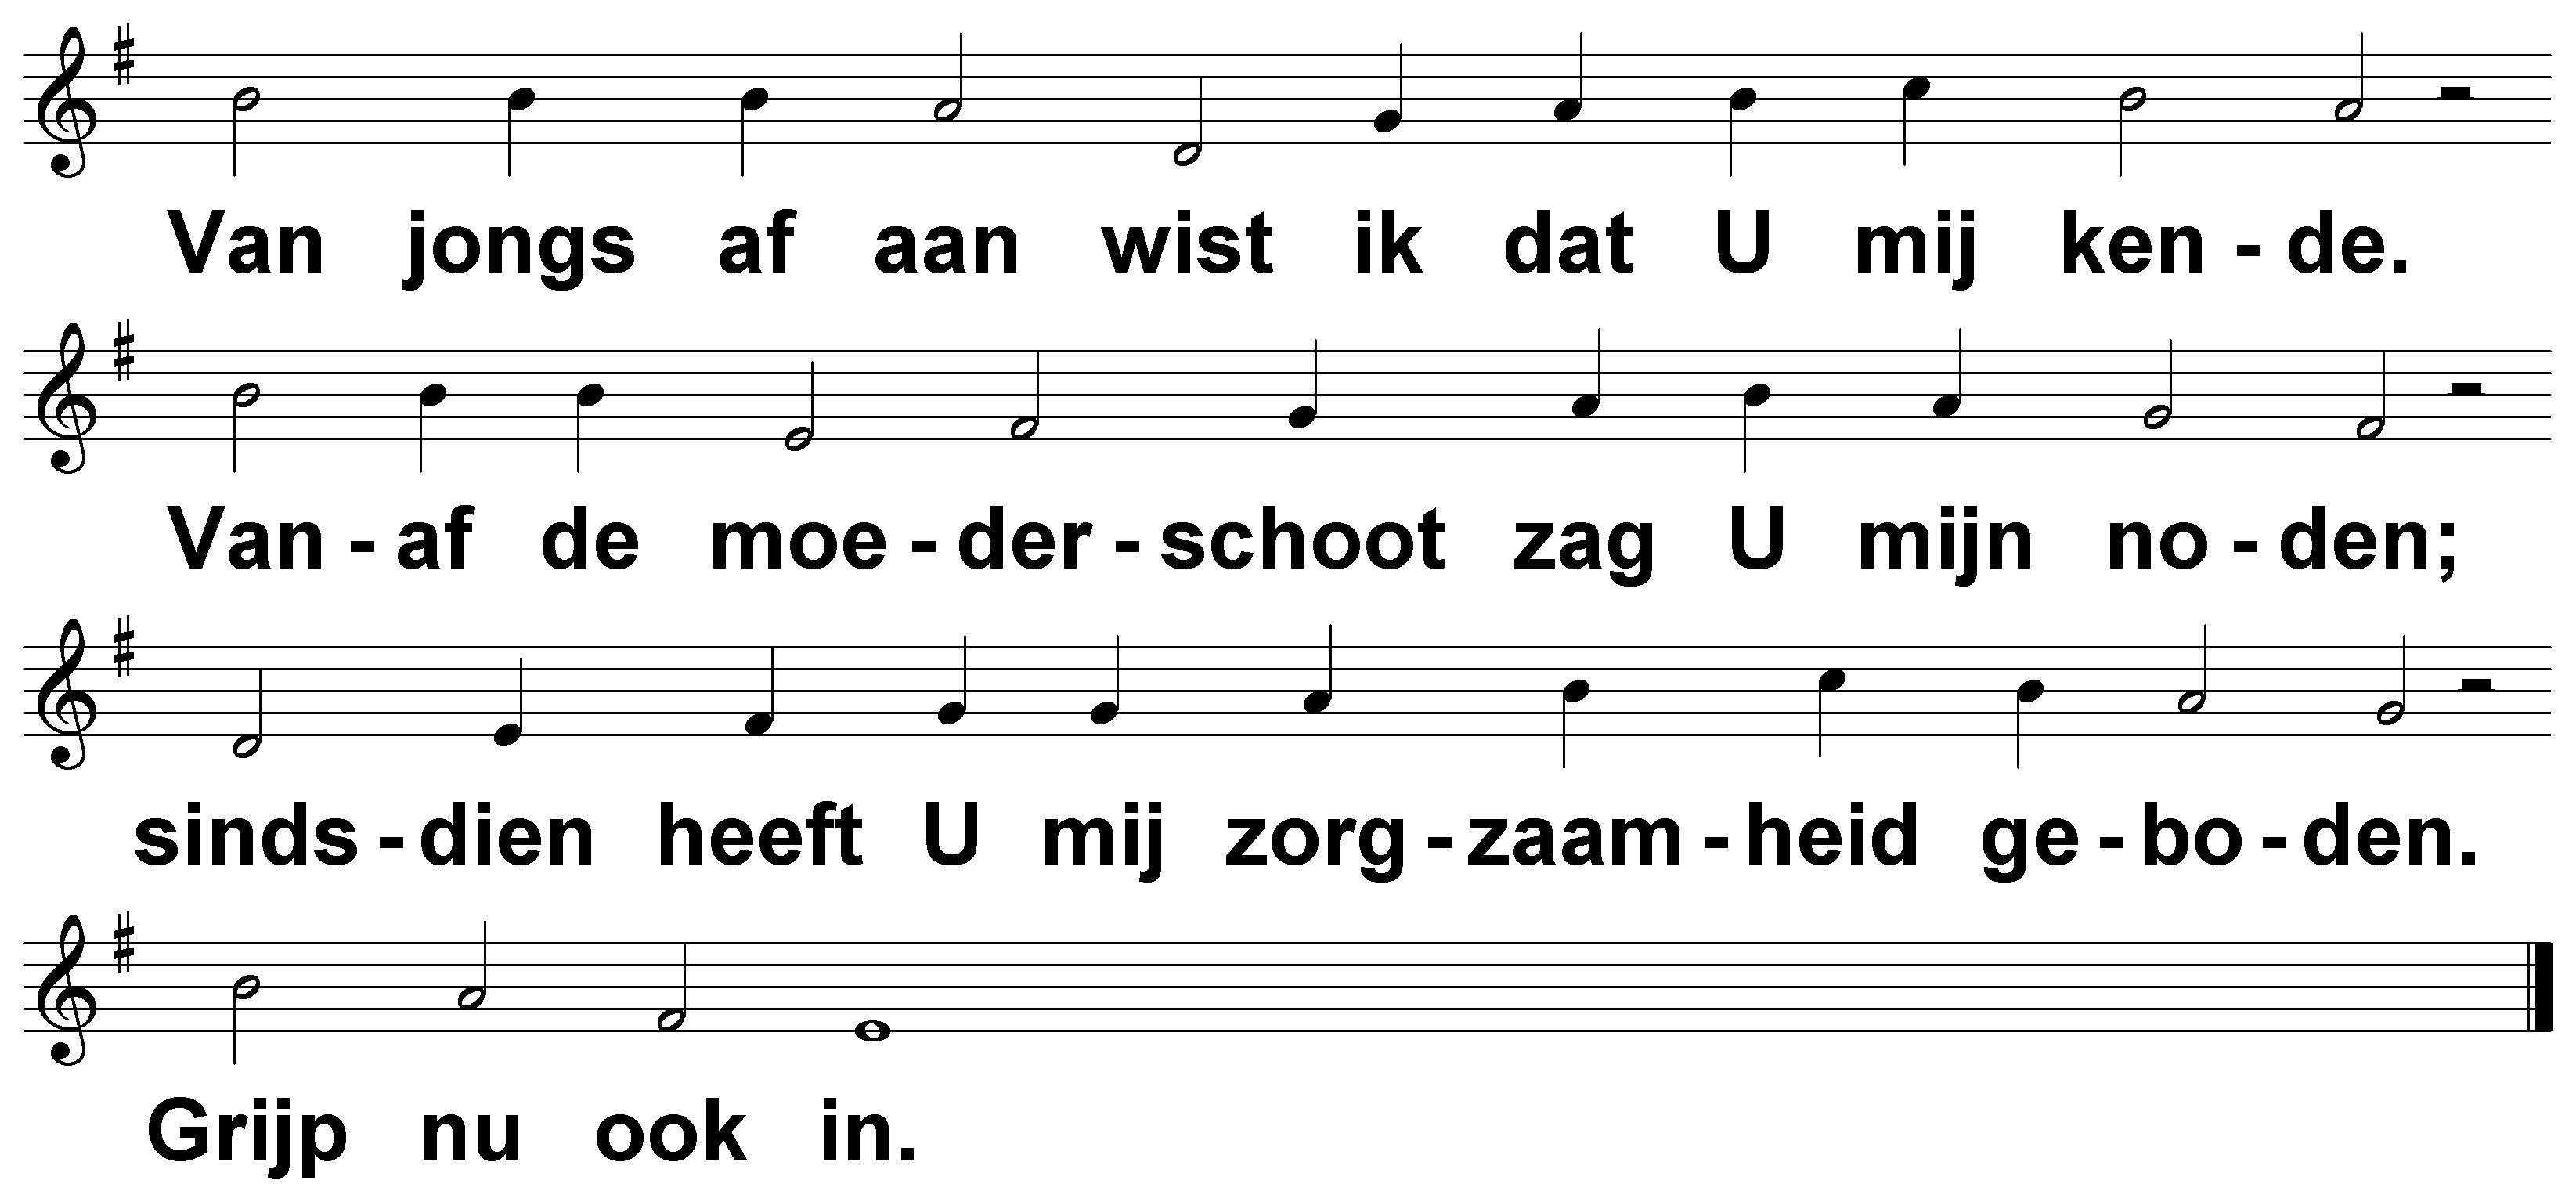 Van jongs af aan wist ik dat U mij ken - de.
Van - af de moe - der - schoot zag U mijn no - den;
sinds - dien heeft U mij zorg - zaam - heid ge - bo - den.
Grijp nu ook in.